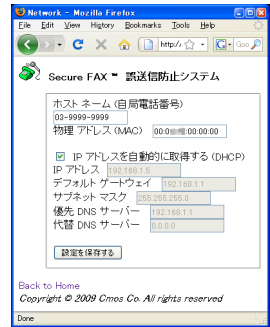 Network - Mozilla Firefox
File Edit View History Bookmarks Tools Help
http:/
Goo
Secure FAX ™ 誤送信防止システム
ホスト ネーム (自局電話番号)
03-9999-9999
物理 アドレス (MAC) 00:0 :00:00:00
IP アドレスを自動的に取得する (DHCP)
IP アドレス 192.168.1.5
デフォルト ゲートウェイ 192.168.1.1
サブネット マスク 255.255.255.0
優先 DNS サーバー 192.168.1.1
代替 DNS サーバー 0.0.0.0
設定を保存する
Back to Home
Copyright © 2009 Cmos Co. All rights reserved
Done